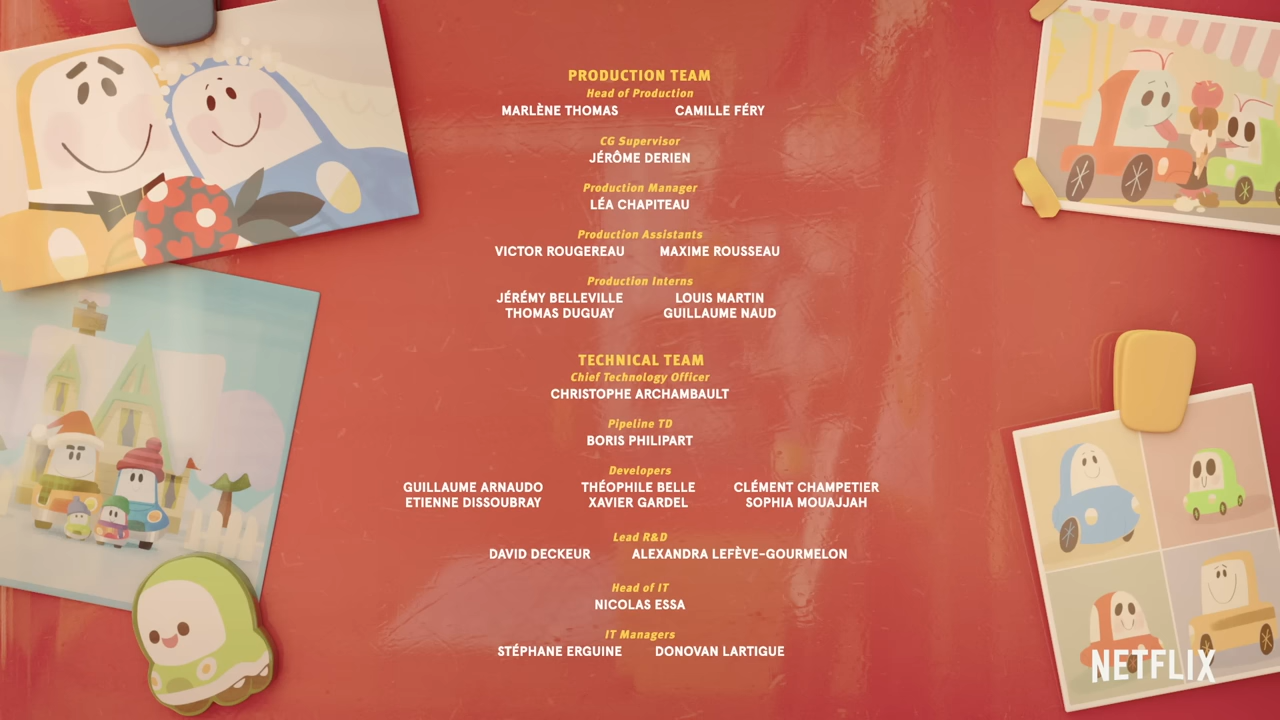 PRODUCTION TEAM
Head of Production
MARLÈNE THOMAS CAMILLE FÉRY
CG Supervisor
JÉRÔME DERIEN
Production Manager
LÉA CHAPITEAU
Production Assistants
VICTOR ROUGEREAU MAXIME ROUSSEAU
Production Interns
JÉRÉMY BELLEVILLE LOUIS MARTIN
THOMAS DUGUAY GUILLAUME NAUD
TECHNICAL TEAM
Chief Technology Officer
CHRISTOPHE ARCHAMBAULT
Pipeline TD
BORIS PHILIPART
Developers
GUILLAUME ARNAUDO THÉOPHILE BELLE CLÉMENT CHAMPETIER
ETIENNE DISSOUBRAY XAVIER GARDEL SOPHIA MOUAJJAH
Lead R&D
DAVID DECKEUR ALEXANDRA LEFÈVE-GOURMELON
Head of IT
NICOLAS ESSA
IT Managers
STÉPHANE ERGUINE DONOVAN LARTIGUE
NETFLIX